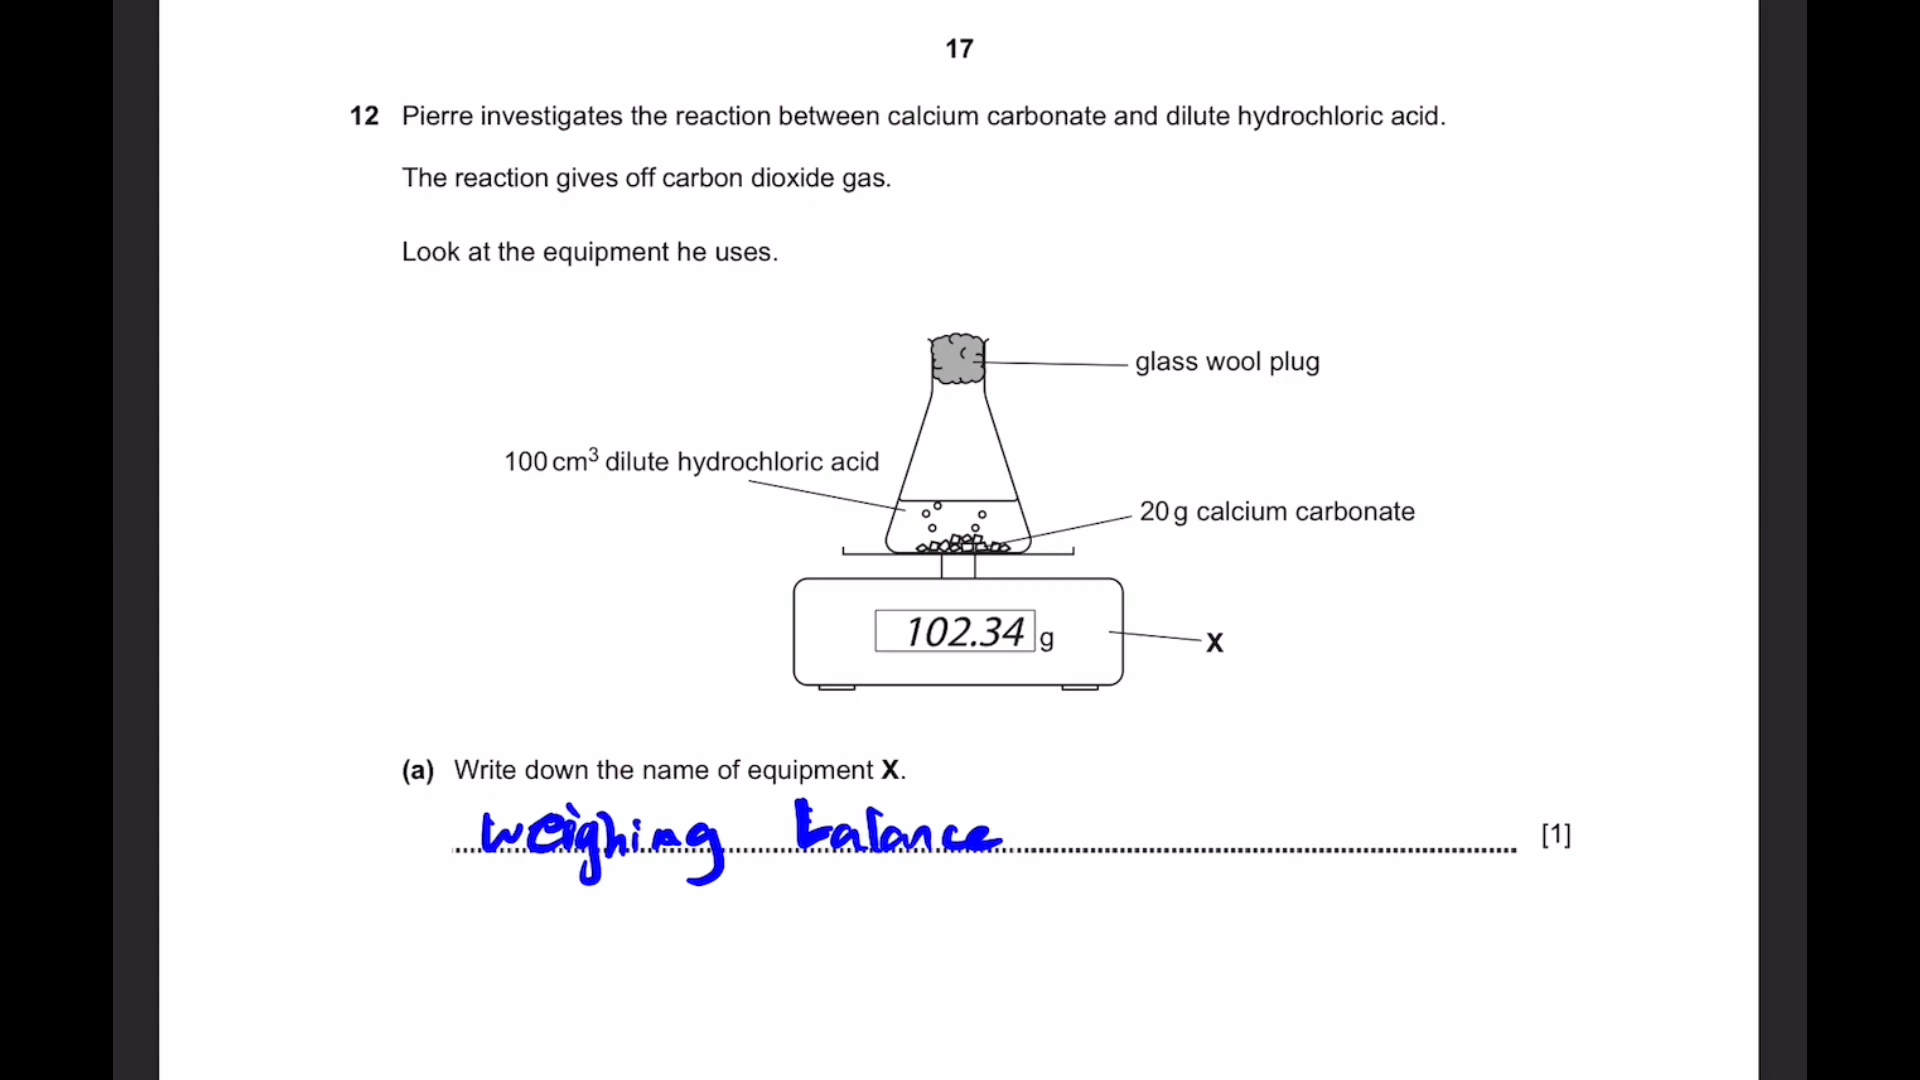 17
12 Pierre investigates the reaction between calcium carbonate and dilute hydrochloric acid.
The reaction gives off carbon dioxide gas.
Look at the equipment he uses.
glass wool plug
100 cm³ dilute hydrochloric acid
20 g calcium carbonate
102.34 g
X
(a) Write down the name of equipment X.
weighing balance [1]